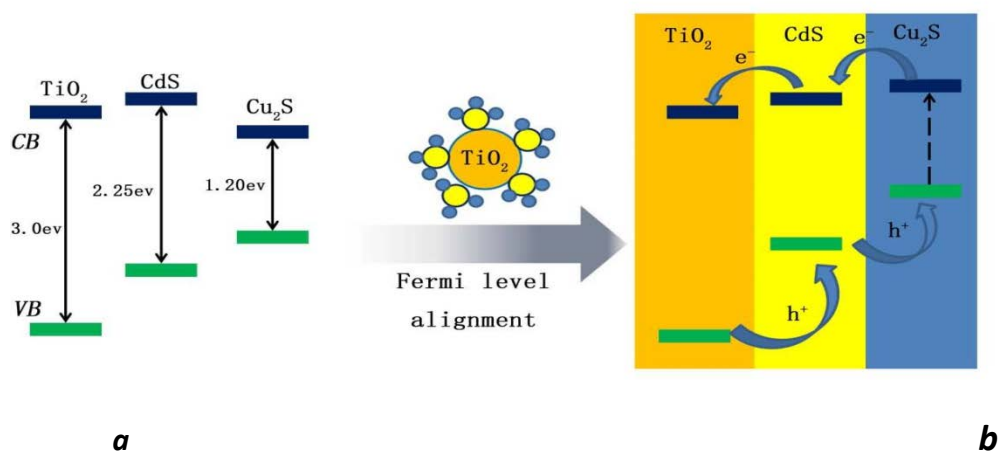 TiO₂
CdS
Cu₂S
CB
3.0ev
2.25ev
1.20ev
VB
TiO₂
Fermi level
alignment
TiO₂
CdS
Cu₂S
e⁻
e⁻
h⁺
h⁺
a
b